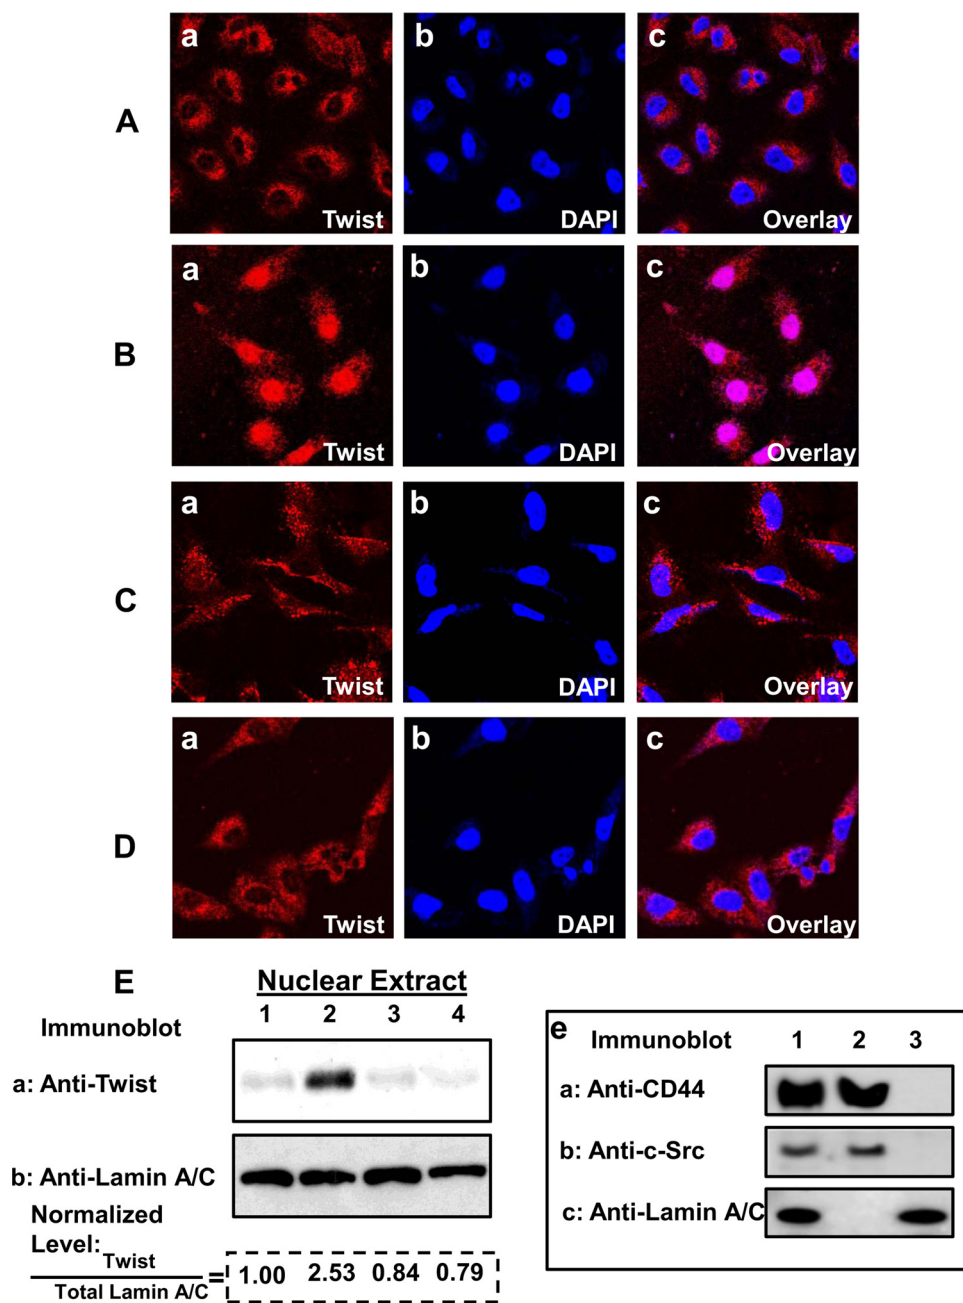 a
b
c
A
Twist
DAPI
Overlay
a
b
c
B
Twist
DAPI
Overlay
a
b
c
C
Twist
DAPI
Overlay
a
b
c
D
Twist
DAPI
Overlay
E
Nuclear Extract
Immunoblot
1 2 3 4
a: Anti-Twist
b: Anti-Lamin A/C
Normalized
Level:
Twist
Total Lamin A/C
= 1.00 2.53 0.84 0.79
e
Immunoblot 1 2 3
a: Anti-CD44
b: Anti-c-Src
c: Anti-Lamin A/C